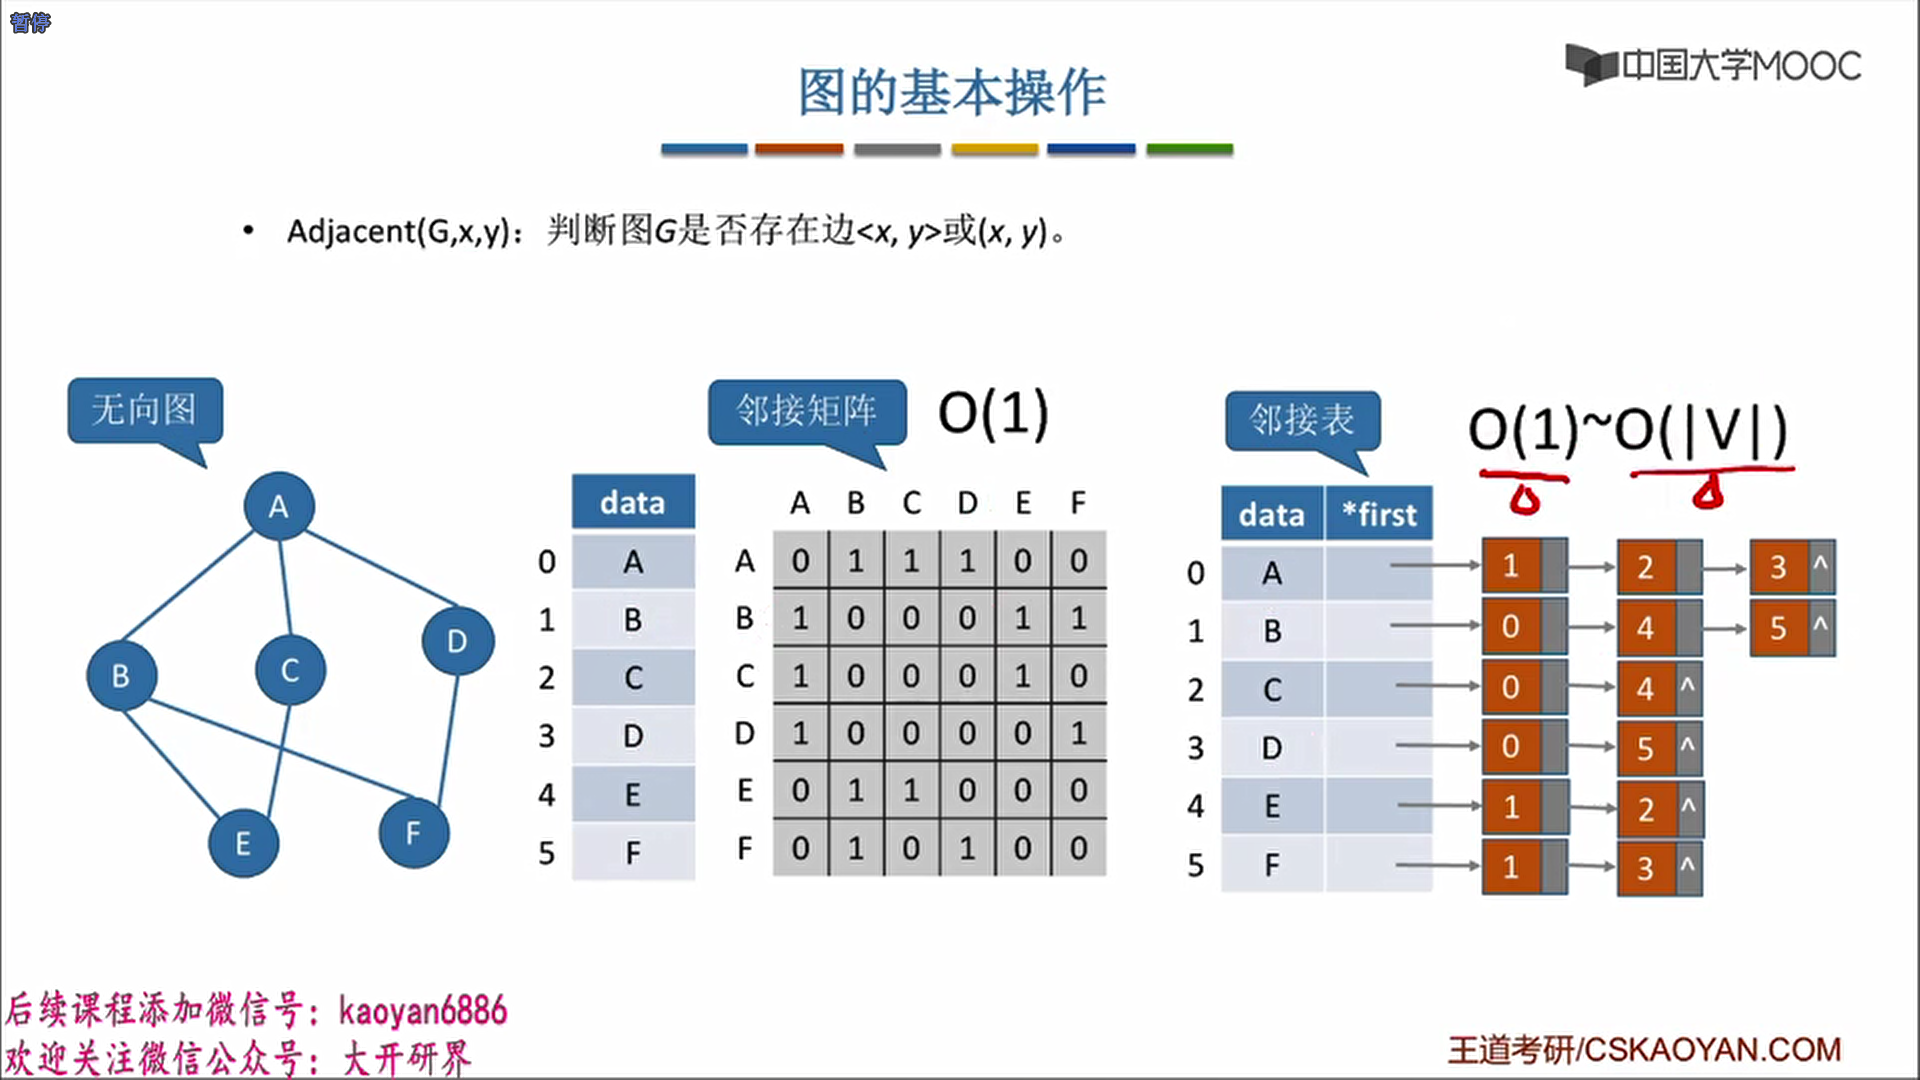 暂停
中国大学MOOC
图的基本操作
• Adjacent(G,x,y)：判断图G是否存在边<x, y>或(x, y)。
无向图
A
B
C
D
E
F
邻接矩阵
O(1)
data
0 A
1 B
2 C
3 D
4 E
5 F
A B C D E F
A 0 1 1 1 0 0
B 1 0 0 0 1 1
C 1 0 0 0 1 0
D 1 0 0 0 0 1
E 0 1 1 0 0 0
F 0 1 0 1 0 0
邻接表
O(1)~O(|V|)
data *first
0 A 1 2 3 ^
1 B 0 4 5 ^
2 C 0 4 ^
3 D 0 5 ^
4 E 1 2 ^
5 F 1 3 ^
后续课程添加微信号：kaoyan6886
欢迎关注微信公众号：大开研界
王道考研/CSKAOYAN.COM